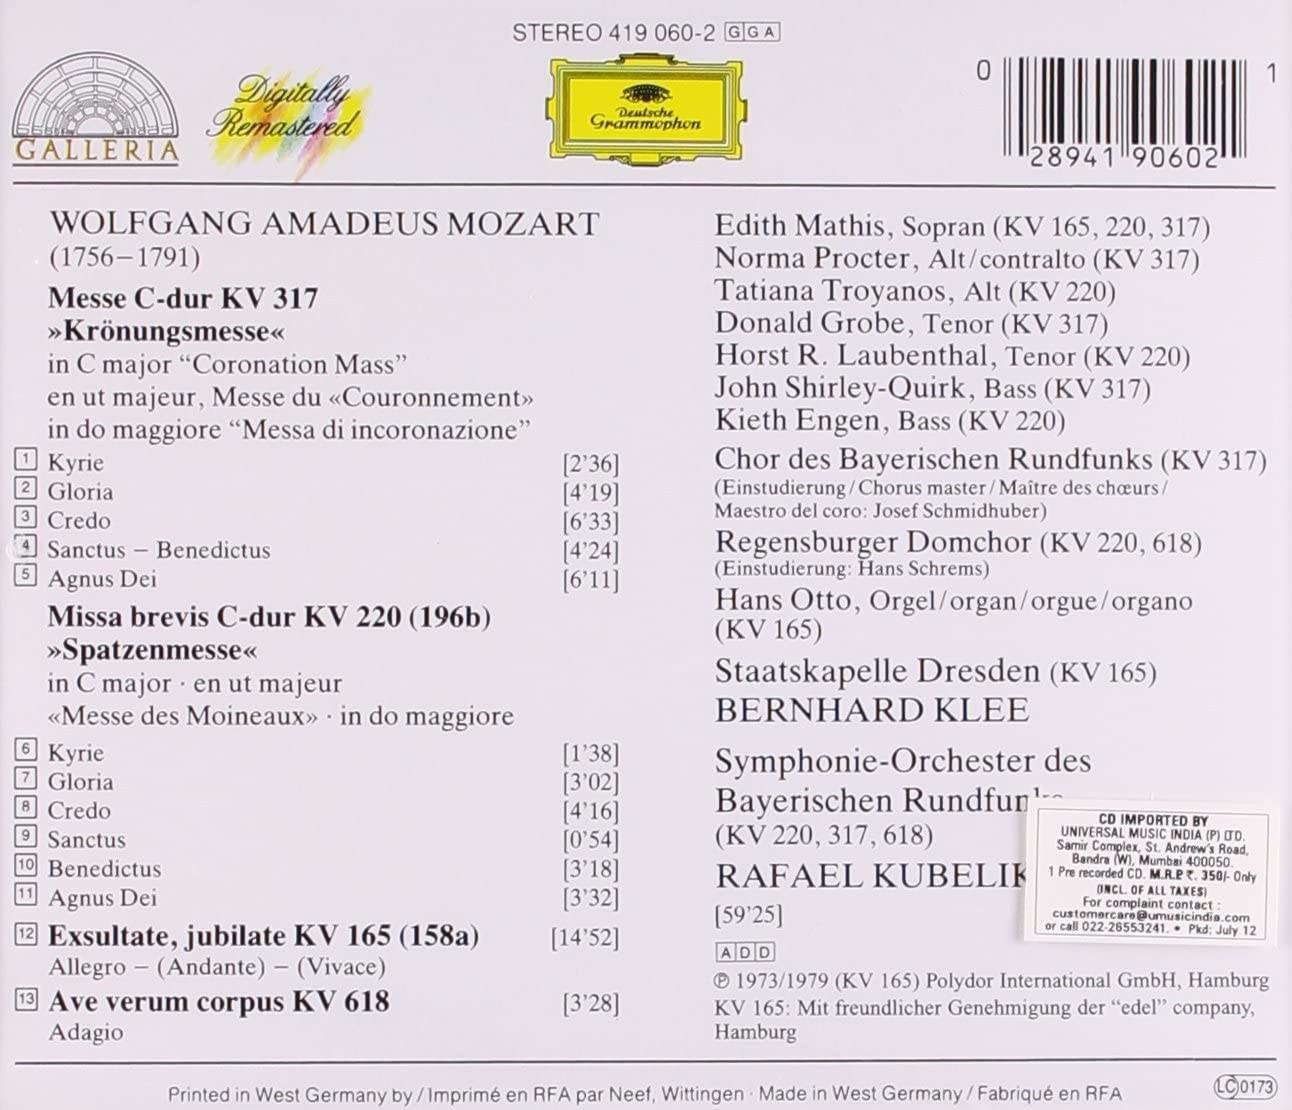 STEREO 419 060-2 G G A
GALLERIA
Digitally
Remastered
Deutsche
Grammophon
0 28941 90602 1
WOLFGANG AMADEUS MOZART
(1756–1791)
Messe C-dur KV 317
»Krönungsmesse«
in C major “Coronation Mass”
en ut majeur, Messe du «Couronnement»
in do maggiore “Messa di incoronazione”
1 Kyrie [2’36]
2 Gloria [4’19]
3 Credo [6’33]
4 Sanctus – Benedictus [4’24]
5 Agnus Dei [6’11]
Missa brevis C-dur KV 220 (196b)
»Spatzenmesse«
in C major · en ut majeur
«Messe des Moineaux» · in do maggiore
6 Kyrie [1’38]
7 Gloria [3’02]
8 Credo [4’16]
9 Sanctus [0’54]
10 Benedictus [3’18]
11 Agnus Dei [3’32]
12 Exsultate, jubilate KV 165 (158a) [14’52]
Allegro – (Andante) – (Vivace)
13 Ave verum corpus KV 618 [3’28]
Adagio
Edith Mathis, Sopran (KV 165, 220, 317)
Norma Procter, Alt/contralto (KV 317)
Tatiana Troyanos, Alt (KV 220)
Donald Grobe, Tenor (KV 317)
Horst R. Laubenthal, Tenor (KV 220)
John Shirley-Quirk, Bass (KV 317)
Kieth Engen, Bass (KV 220)
Chor des Bayerischen Rundfunks (KV 317)
(Einstudierung/Chorus master/Maître des chœurs/
Maestro del coro: Josef Schmidhuber)
Regensburger Domchor (KV 220, 618)
(Einstudierung: Hans Schrems)
Hans Otto, Orgel/organ/orgue/organo
(KV 165)
Staatskapelle Dresden (KV 165)
BERNHARD KLEE
Symphonie-Orchester des
Bayerischen Rundfunks
(KV 220, 317, 618)
RAFAEL KUBELIK
[59’25]
A D D
℗ 1973/1979 (KV 165) Polydor International GmbH, Hamburg
KV 165: Mit freundlicher Genehmigung der “edel” company,
Hamburg
CD IMPORTED BY
UNIVERSAL MUSIC INDIA (P) LTD.
Samir Complex, St. Andrew's Road,
Bandra (W), Mumbai 400050.
1 Pre recorded CD. M.R.P ₹. 350/- Only
(INCL. OF ALL TAXES)
For complaint contact :
customercare@umusicindia.com
or call 022-26553241. • Pkd: July 12
Printed in West Germany by/Imprimé en RFA par Neef, Wittingen · Made in West Germany/Fabriqué en RFA
LC 0173